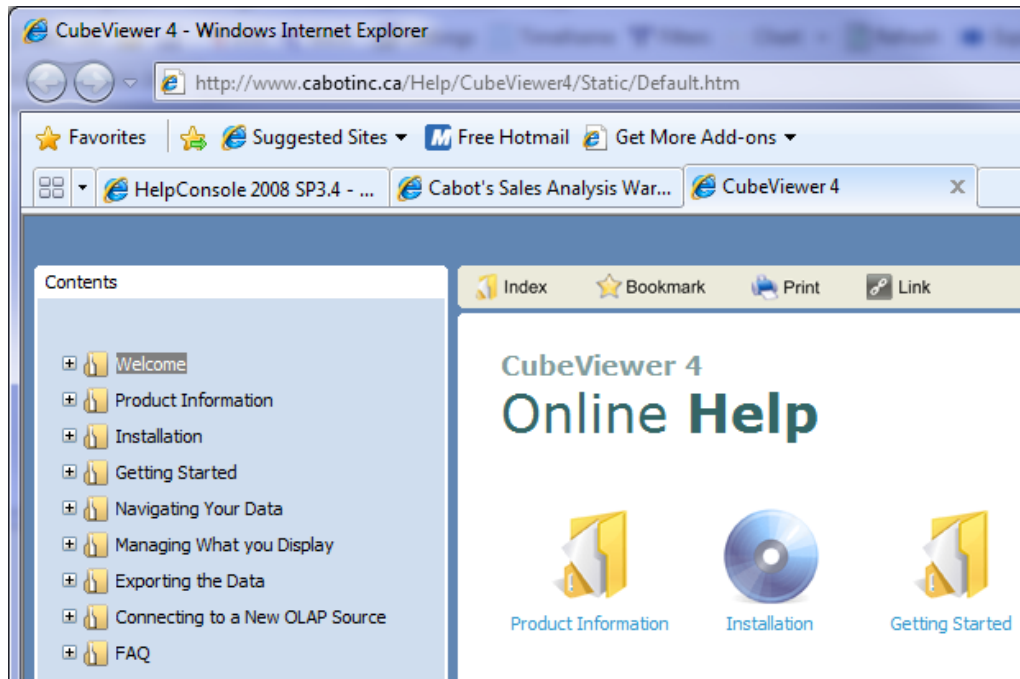 CubeViewer 4 - Windows Internet Explorer
http://www.cabotinc.ca/Help/CubeViewer4/Static/Default.htm
Favorites Suggested Sites Free Hotmail Get More Add-ons
HelpConsole 2008 SP3.4 - ... Cabot's Sales Analysis War... CubeViewer 4
Contents
Index Bookmark Print Link
Welcome
Product Information
Installation
Getting Started
Navigating Your Data
Managing What you Display
Exporting the Data
Connecting to a New OLAP Source
FAQ
CubeViewer 4
Online Help
Product Information Installation Getting Started